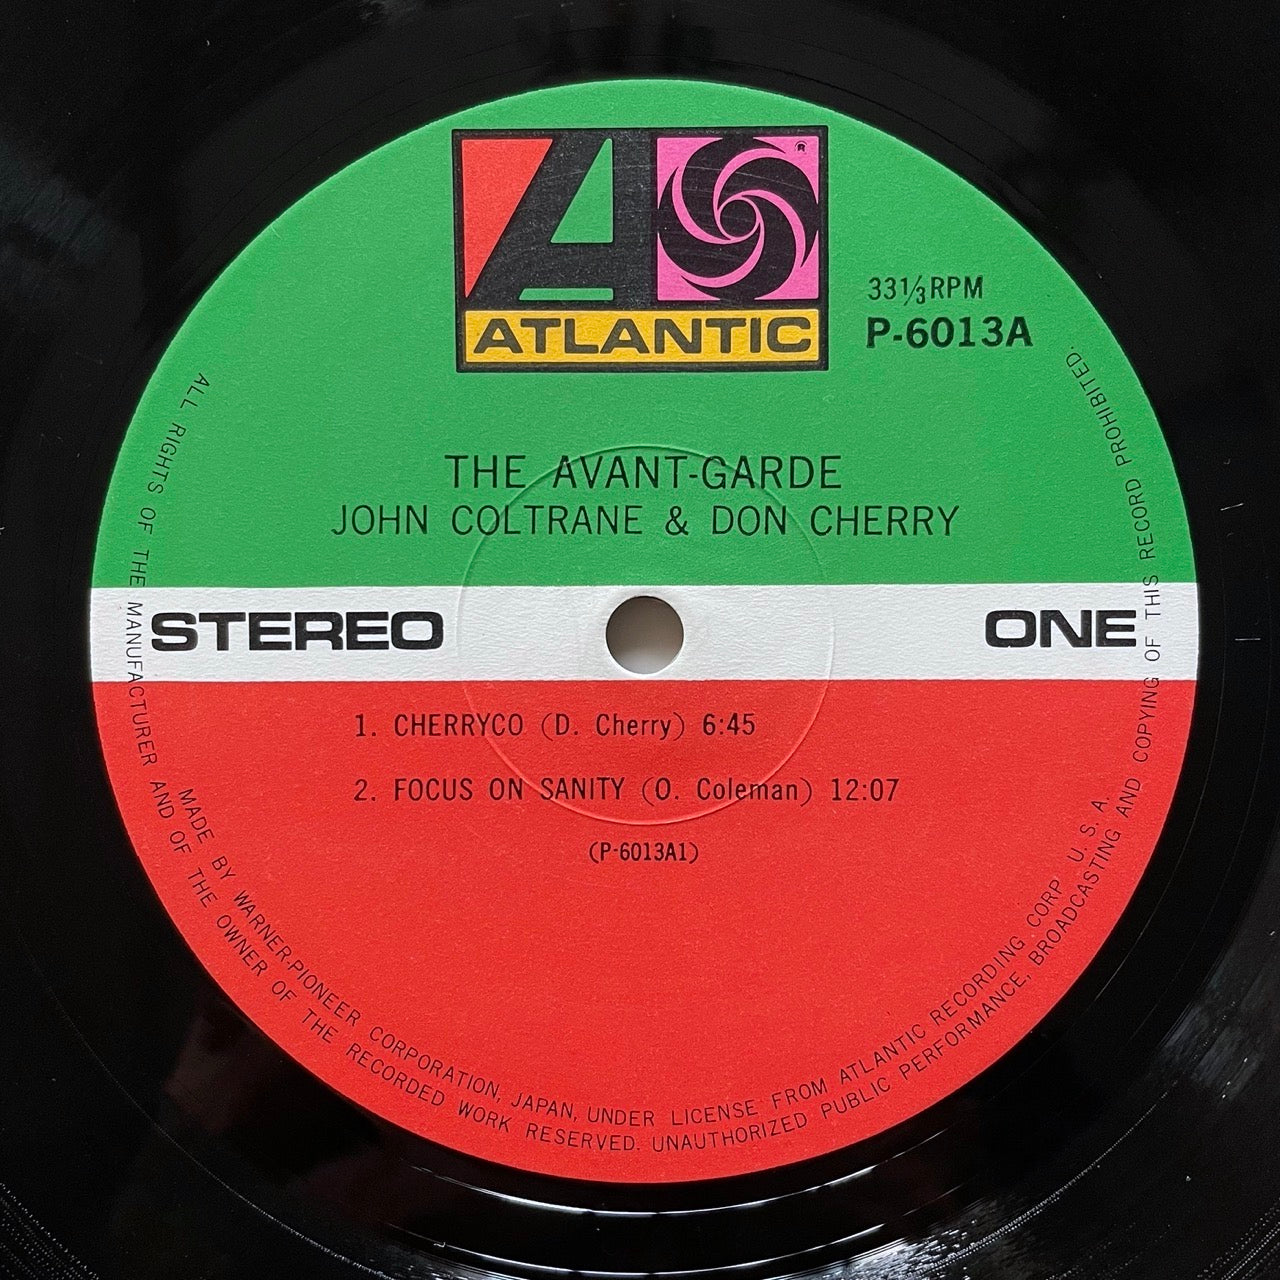 ATLANTIC
®
33⅓ RPM
P-6013A
THE AVANT-GARDE
JOHN COLTRANE & DON CHERRY
STEREO
ONE
1. CHERRYCO (D. Cherry) 6:45
2. FOCUS ON SANITY (O. Coleman) 12:07
(P-6013A1)
MADE BY WARNER-PIONEER CORPORATION, JAPAN, UNDER LICENSE FROM ATLANTIC RECORDING CORP U. S. A.
ALL RIGHTS OF THE MANUFACTURER AND OF THE OWNER OF THE RECORDED WORK RESERVED. UNAUTHORIZED PUBLIC PERFORMANCE, BROADCASTING AND COPYING OF THIS RECORD PROHIBITED.